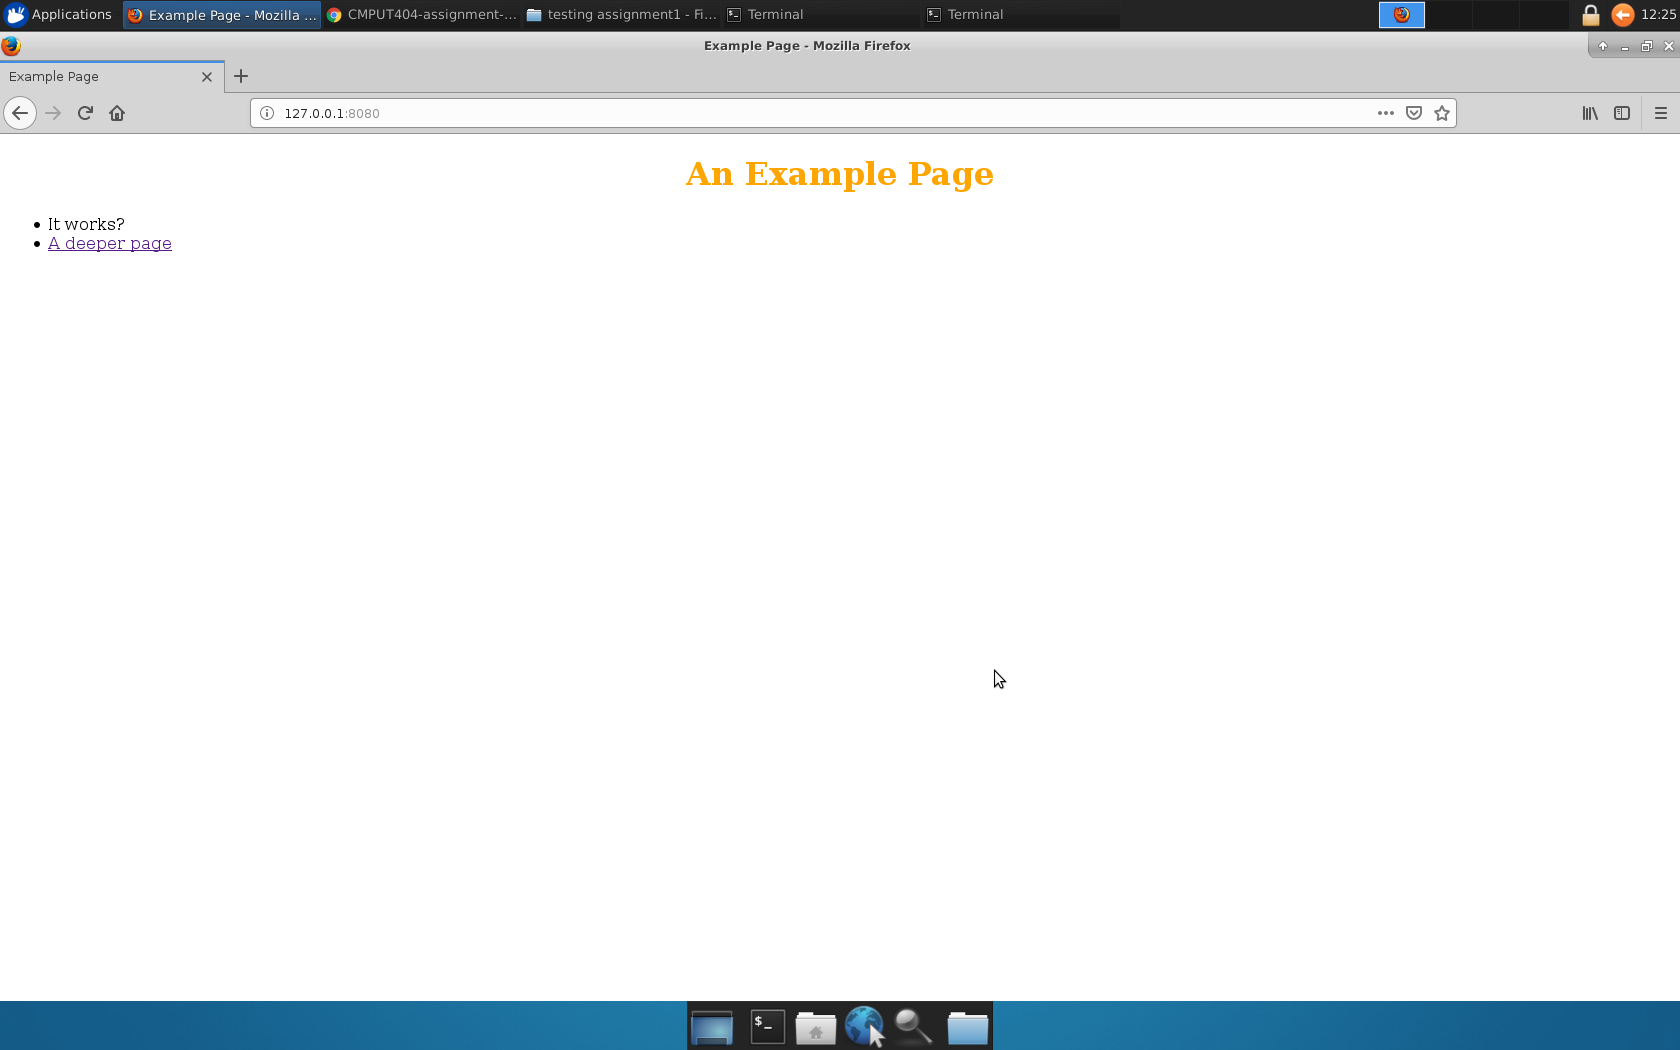 Applications
Example Page - Mozilla ...
CMPUT404-assignment-...
testing assignment1 - Fi...
Terminal
Terminal
12:25
Example Page - Mozilla Firefox
Example Page
127.0.0.1:8080
An Example Page
It works?
A deeper page
$_